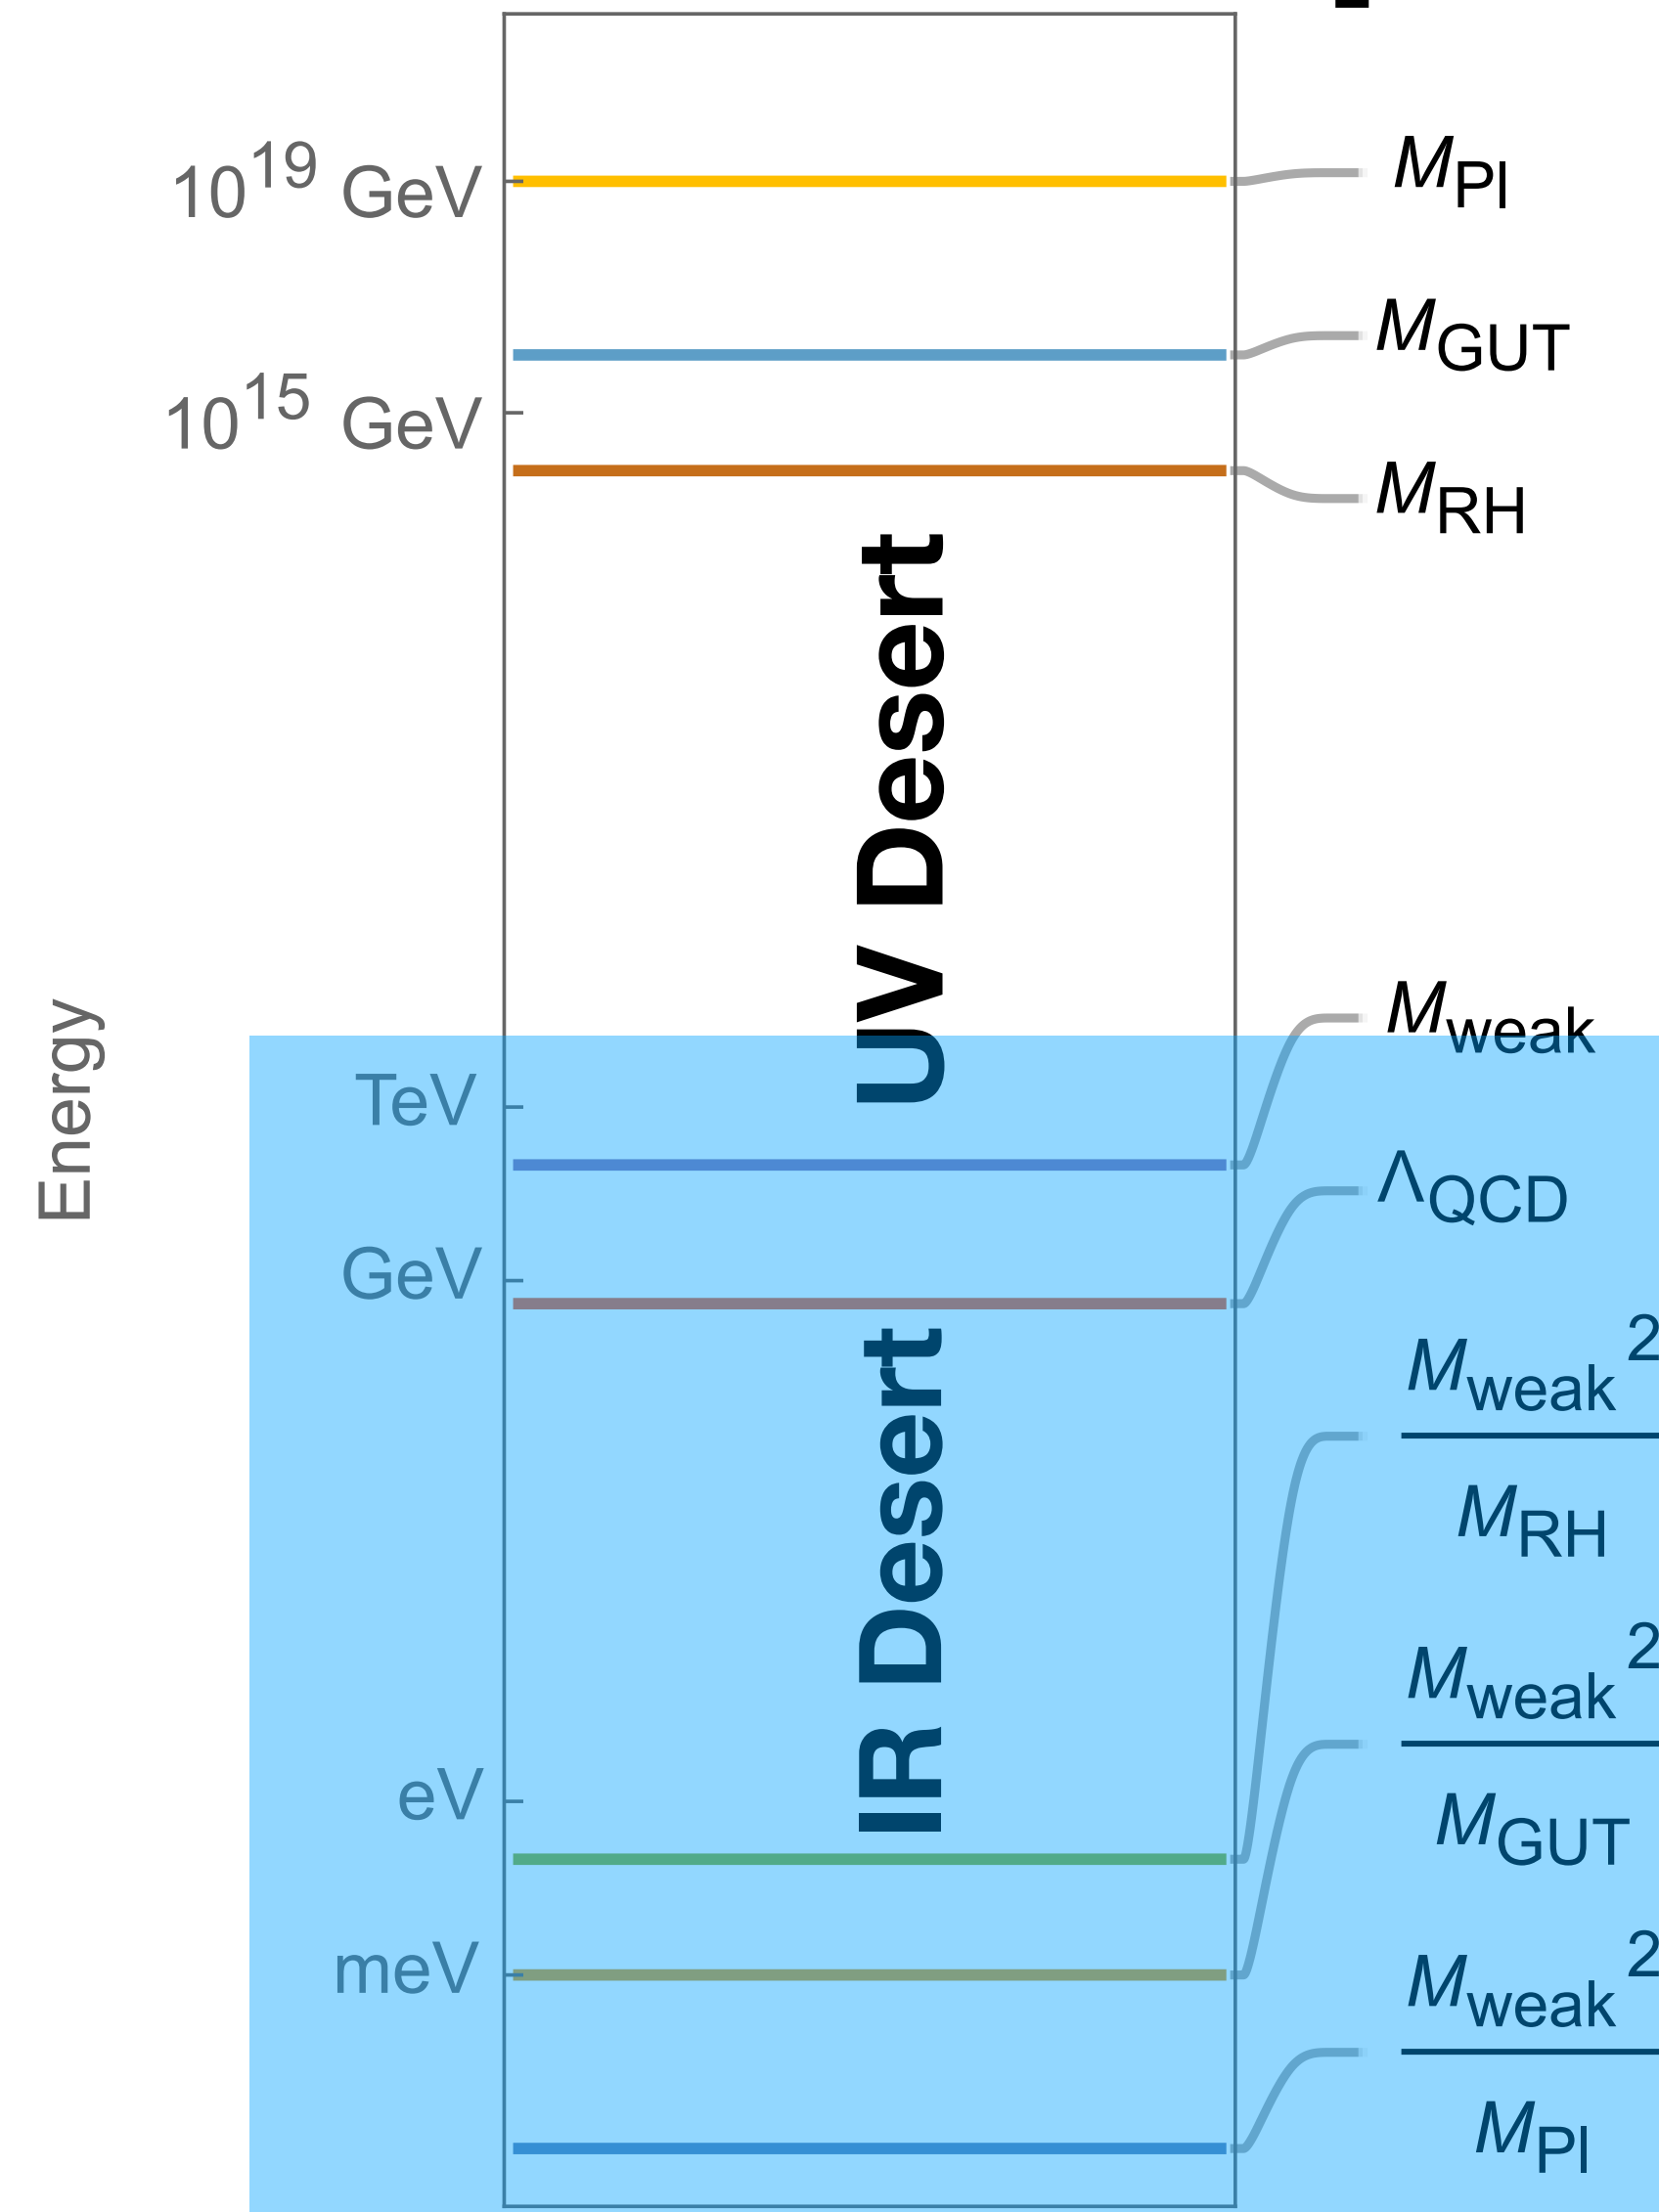 10^19 GeV
M_Pl
M_GUT
10^15 GeV
M_RH
UV Desert
Energy
M_weak
TeV
Λ_QCD
GeV
IR Desert
M_weak^2
M_RH
M_weak^2
M_GUT
eV
meV
M_weak^2
M_Pl